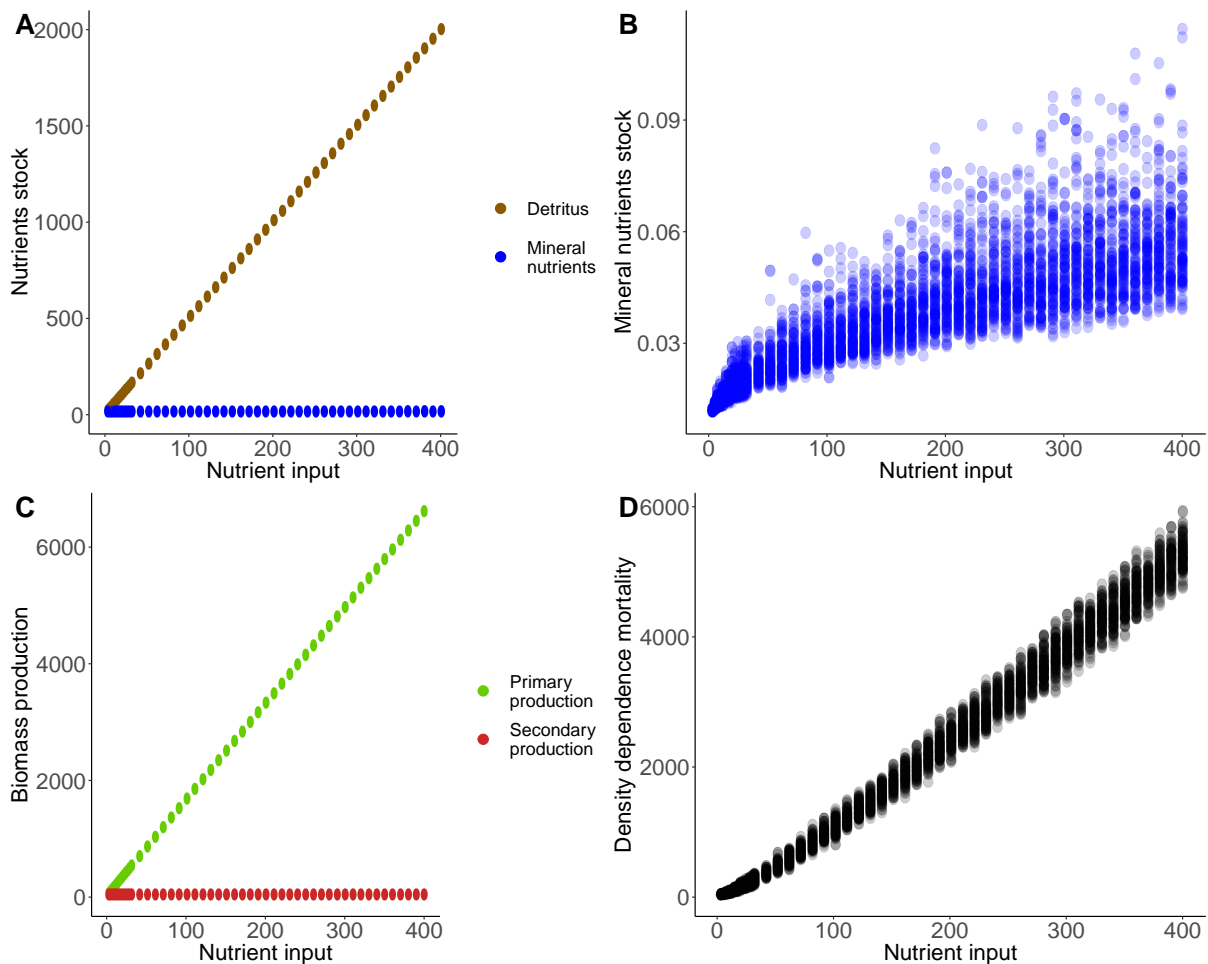 A
2000
1500
1000
500
0
Nutrients stock
0 100 200 300 400
Nutrient input
Detritus
Mineral
nutrients
B
0.09
0.06
0.03
Mineral nutrients stock
0 100 200 300 400
Nutrient input
C
6000
4000
2000
0
Biomass production
0 100 200 300 400
Nutrient input
Primary
production
Secondary
production
D
6000
4000
2000
0
Density dependence mortality
0 100 200 300 400
Nutrient input